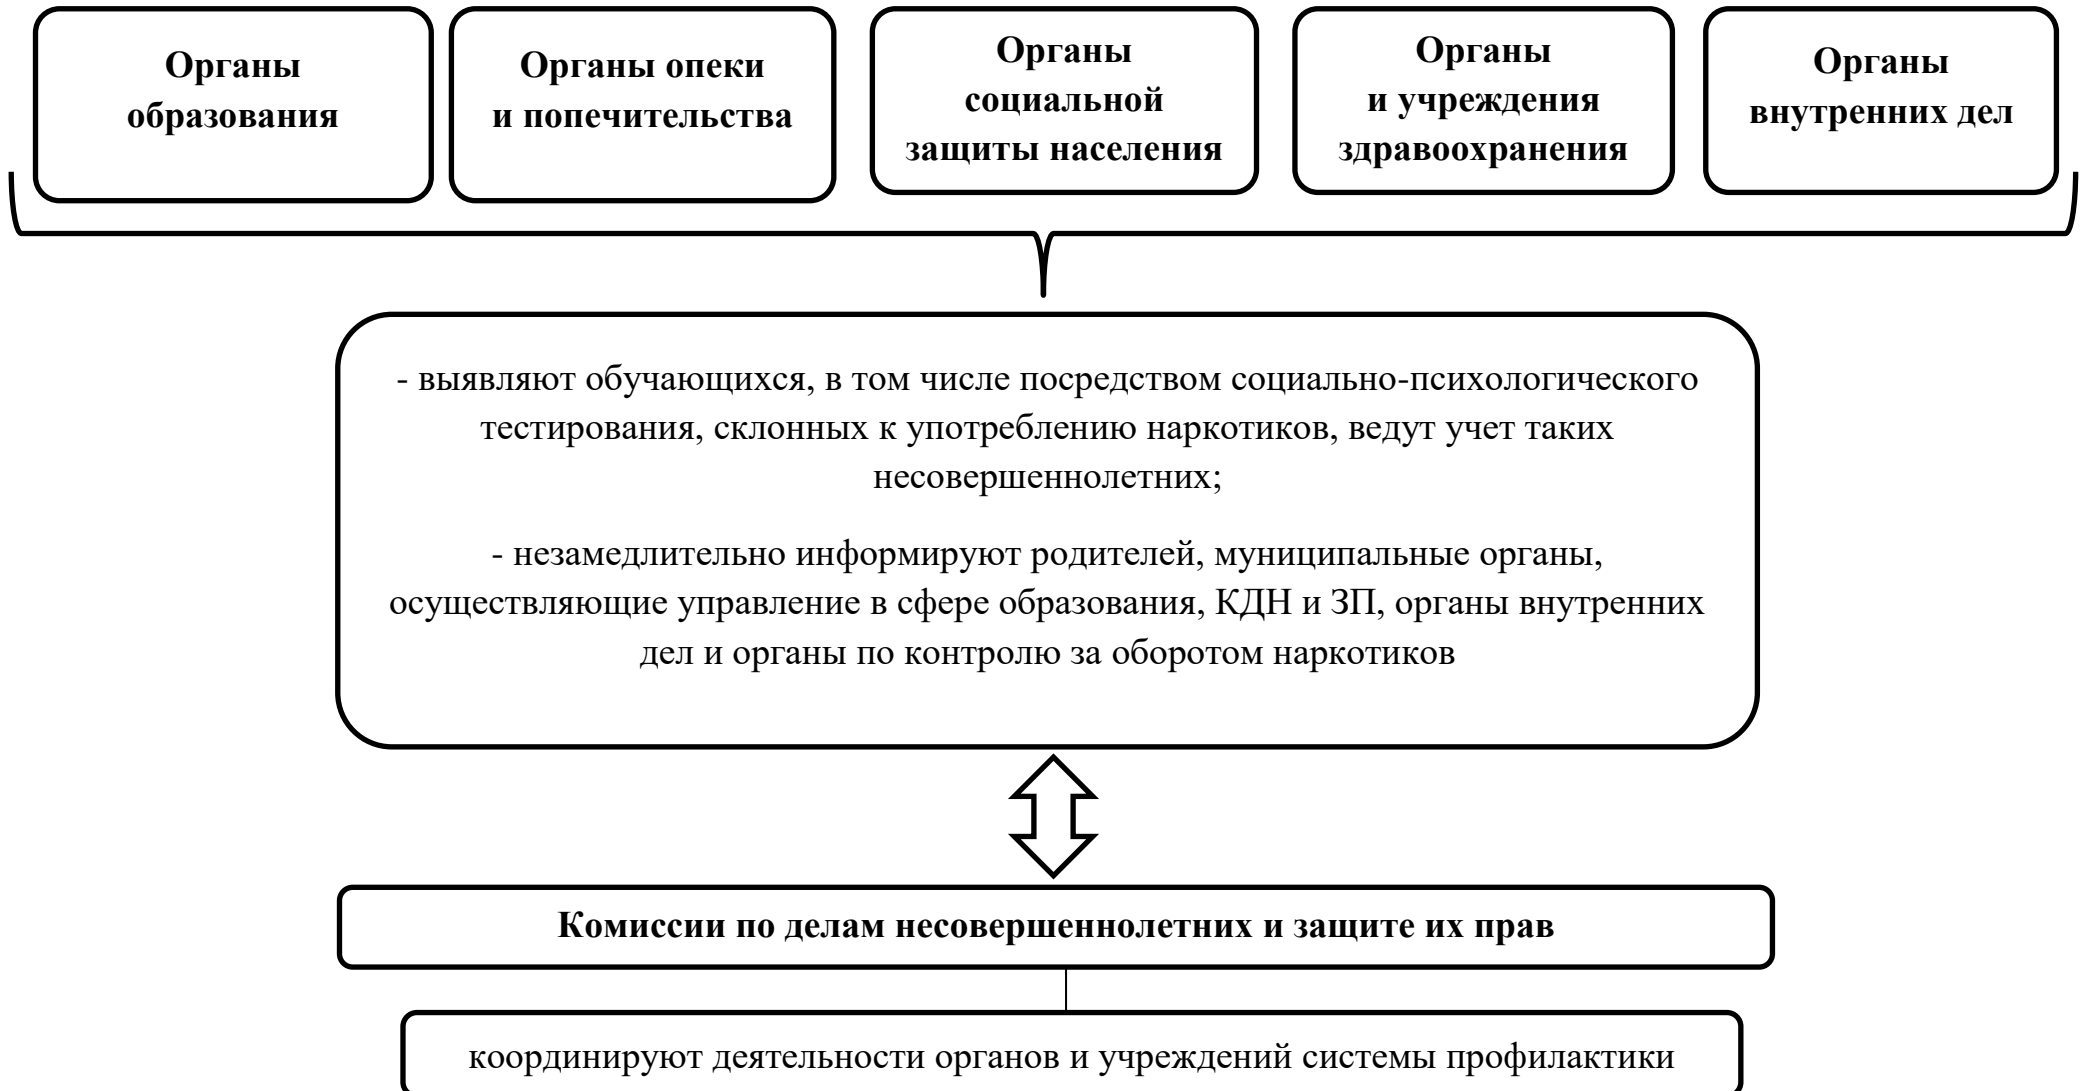 Органы
образования
Органы опеки
и попечительства
Органы
социальной
защиты населения
Органы
и учреждения
здравоохранения
Органы
внутренних дел
- выявляют обучающихся, в том числе посредством социально-психологического
тестирования, склонных к употреблению наркотиков, ведут учет таких
несовершеннолетних;
- незамедлительно информируют родителей, муниципальные органы,
осуществляющие управление в сфере образования, КДН и ЗП, органы внутренних
дел и органы по контролю за оборотом наркотиков
Комиссии по делам несовершеннолетних и защите их прав
координируют деятельности органов и учреждений системы профилактики